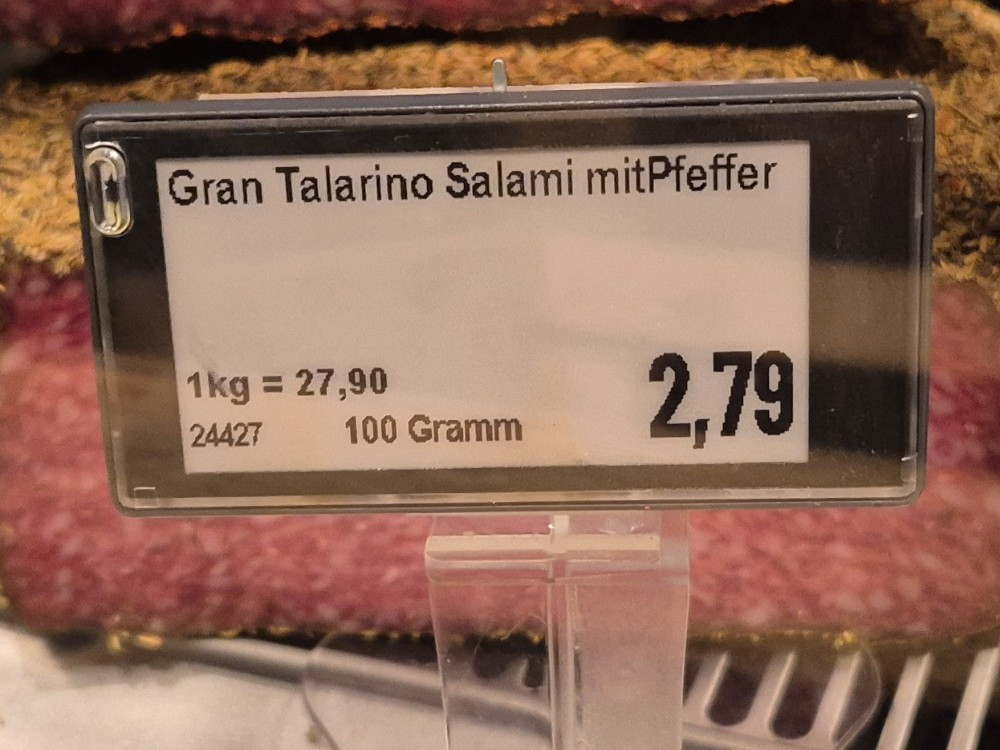 Gran Talarino Salami mitPfeffer
1kg = 27,90
2,79
24427 100 Gramm